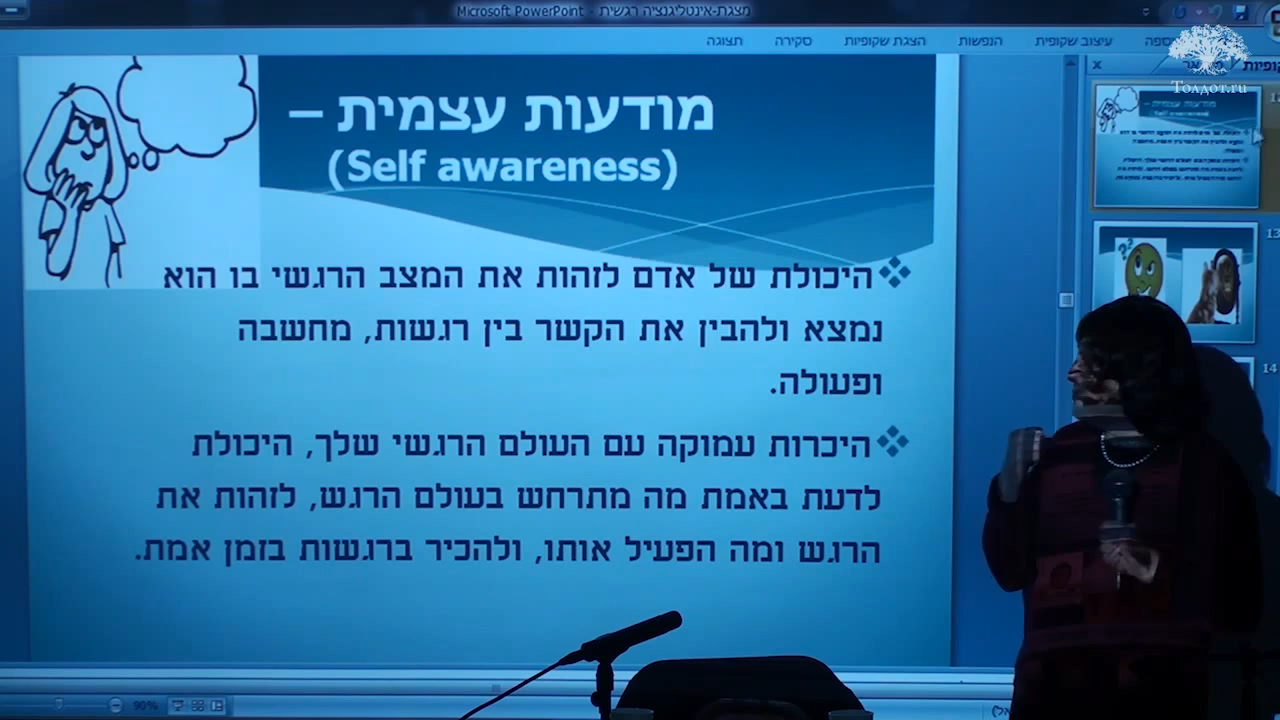 מצגת-אינטליגנציה רגשית - Microsoft PowerPoint
עיצוב שקופית הנפשות הצגת שקופיות סקירה תצוגה
Толдот.ru
מודעות עצמית –
(Self awareness)
היכולת של אדם לזהות את המצב הרגשי בו הוא
נמצא ולהבין את הקשר בין רגשות, מחשבה
ופעולה.
היכרות עמוקה עם העולם הרגשי שלך, היכולת
לדעת באמת מה מתרחש בעולם הרגש, לזהות את
הרגש ומה הפעיל אותו, ולהכיר ברגשות בזמן אמת.
13
14
90%